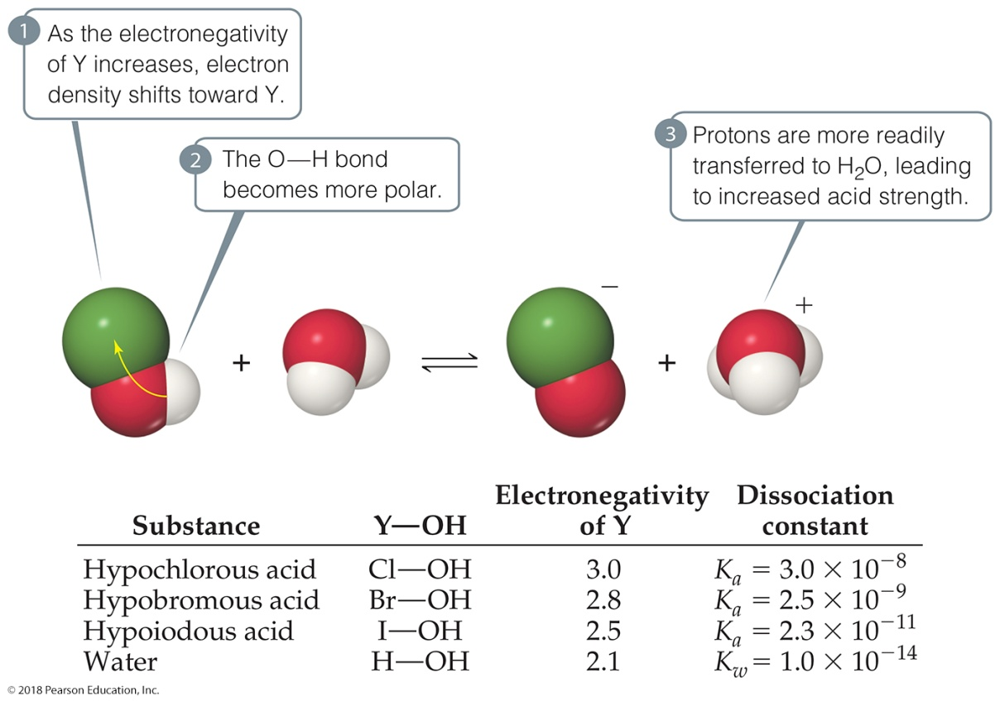 1
As the electronegativity
of Y increases, electron
density shifts toward Y.
2
The O—H bond
becomes more polar.
3
Protons are more readily
transferred to H₂O, leading
to increased acid strength.
+
⇌
−
+
+
Substance Y—OH Electronegativity of Y Dissociation constant
Hypochlorous acid Cl—OH 3.0 Kₐ = 3.0 × 10⁻⁸
Hypobromous acid Br—OH 2.8 Kₐ = 2.5 × 10⁻⁹
Hypoiodous acid I—OH 2.5 Kₐ = 2.3 × 10⁻¹¹
Water H—OH 2.1 K_w = 1.0 × 10⁻¹⁴
© 2018 Pearson Education, Inc.